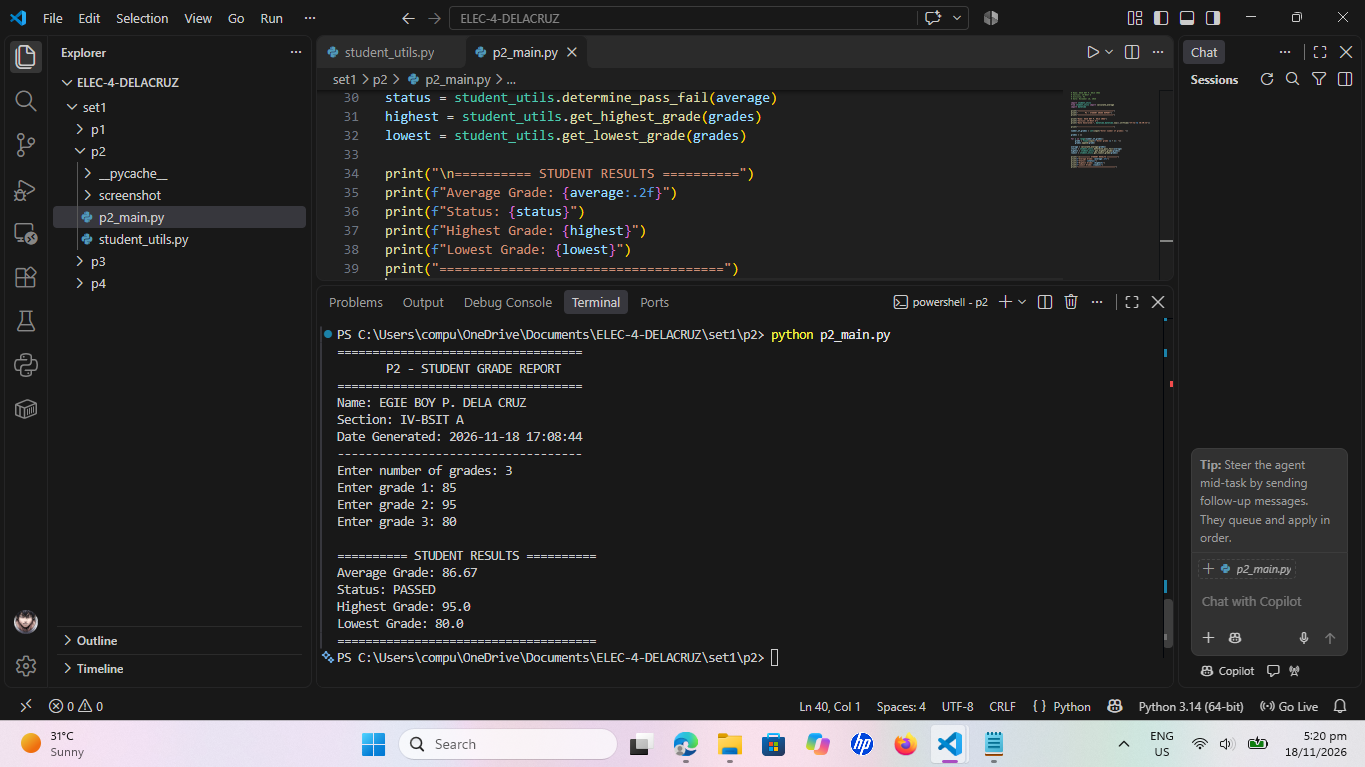 File Edit Selection View Go Run ···
ELEC-4-DELACRUZ
Explorer
ELEC-4-DELACRUZ
set1
p1
p2
__pycache__
screenshot
p2_main.py
student_utils.py
p3
p4
Outline
Timeline
student_utils.py
p2_main.py
set1 > p2 > p2_main.py > ...
30 status = student_utils.determine_pass_fail(average)
31 highest = student_utils.get_highest_grade(grades)
32 lowest = student_utils.get_lowest_grade(grades)
33
34 print("\n========== STUDENT RESULTS ==========")
35 print(f"Average Grade: {average:.2f}")
36 print(f"Status: {status}")
37 print(f"Highest Grade: {highest}")
38 print(f"Lowest Grade: {lowest}")
39 print("=====================================")
Problems Output Debug Console Terminal Ports
powershell - p2
PS C:\Users\compu\OneDrive\Documents\ELEC-4-DELACRUZ\set1\p2> python p2_main.py
===================================
P2 - STUDENT GRADE REPORT
===================================
Name: EGIE BOY P. DELA CRUZ
Section: IV-BSIT A
Date Generated: 2026-11-18 17:08:44
-----------------------------------
Enter number of grades: 3
Enter grade 1: 85
Enter grade 2: 95
Enter grade 3: 80
========== STUDENT RESULTS ==========
Average Grade: 86.67
Status: PASSED
Highest Grade: 95.0
Lowest Grade: 80.0
=====================================
PS C:\Users\compu\OneDrive\Documents\ELEC-4-DELACRUZ\set1\p2>
Chat
Sessions
Tip: Steer the agent
mid-task by sending
follow-up messages.
They queue and apply in
order.
p2_main.py
Chat with Copilot
Copilot
0 0
Ln 40, Col 1
Spaces: 4
UTF-8
CRLF
{ } Python
Python 3.14 (64-bit)
Go Live
31°C
Sunny
Search
ENG
US
5:20 pm
18/11/2026